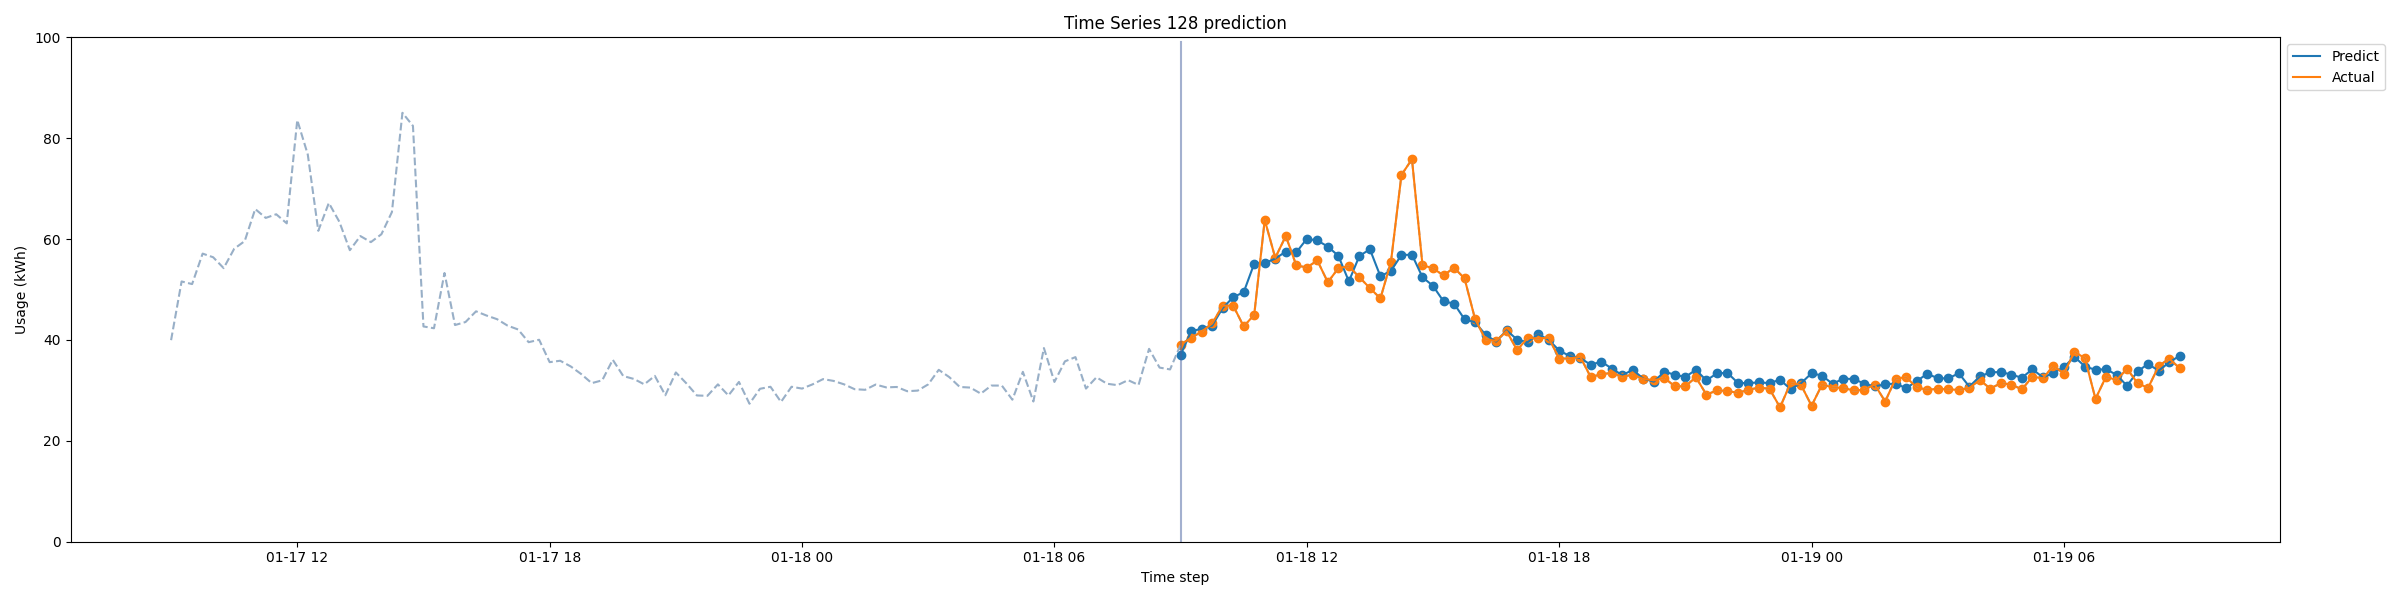 Time Series 128 prediction
100
80
60
40
20
0
Usage (kWh)
Predict
Actual
01-17 12
01-17 18
01-18 00
01-18 06
01-18 12
01-18 18
01-19 00
01-19 06
Time step